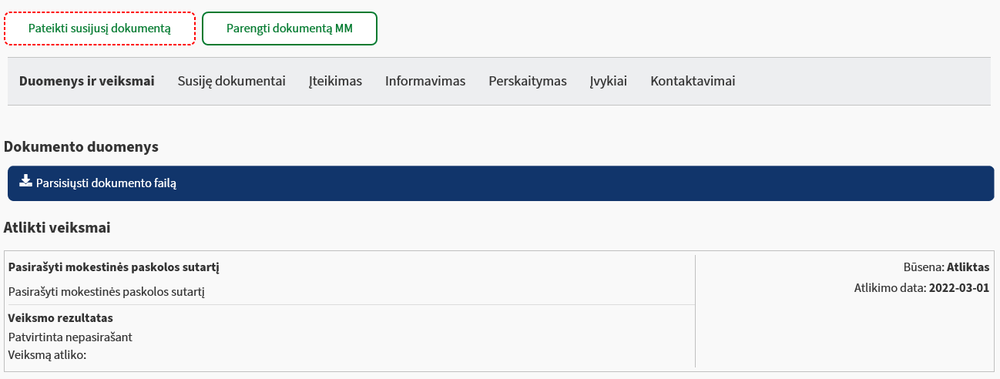 Pateikti susijusį dokumentą
Parengti dokumentą MM
Duomenys ir veiksmai
Susiję dokumentai
Įteikimas
Informavimas
Perskaitymas
Įvykiai
Kontaktavimai
Dokumento duomenys
Parsisiųsti dokumento failą
Atlikti veiksmai
Pasirašyti mokestinės paskolos sutartį
Būsena: Atliktas
Pasirašyti mokestinės paskolos sutartį
Atlikimo data: 2022-03-01
Veiksmo rezultatas
Patvirtinta nepasirašant
Veiksmą atliko: